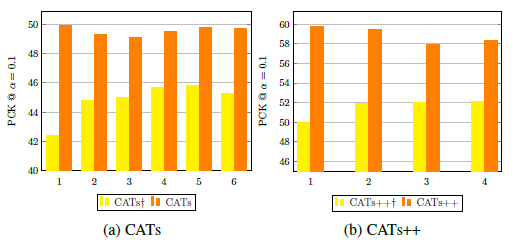 PCK @ α = 0.1
50
48
46
44
42
40
1 2 3 4 5 6
CATs† CATs
(a) CATs
PCK @ α = 0.1
60
58
56
54
52
50
48
46
1 2 3 4
CATs++† CATs++
(b) CATs++